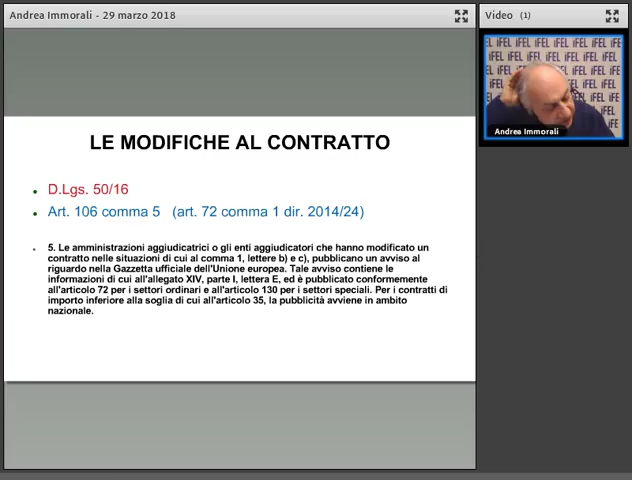 Andrea Immorali - 29 marzo 2018
Video (1)
iFEL
Andrea Immorali
LE MODIFICHE AL CONTRATTO
D.Lgs. 50/16
Art. 106 comma 5 (art. 72 comma 1 dir. 2014/24)
5. Le amministrazioni aggiudicatrici o gli enti aggiudicatori che hanno modificato un
contratto nelle situazioni di cui al comma 1, lettere b) e c), pubblicano un avviso al
riguardo nella Gazzetta ufficiale dell'Unione europea. Tale avviso contiene le
informazioni di cui all'allegato XIV, parte I, lettera E, ed è pubblicato conformemente
all'articolo 72 per i settori ordinari e all'articolo 130 per i settori speciali. Per i contratti di
importo inferiore alla soglia di cui all'articolo 35, la pubblicità avviene in ambito
nazionale.